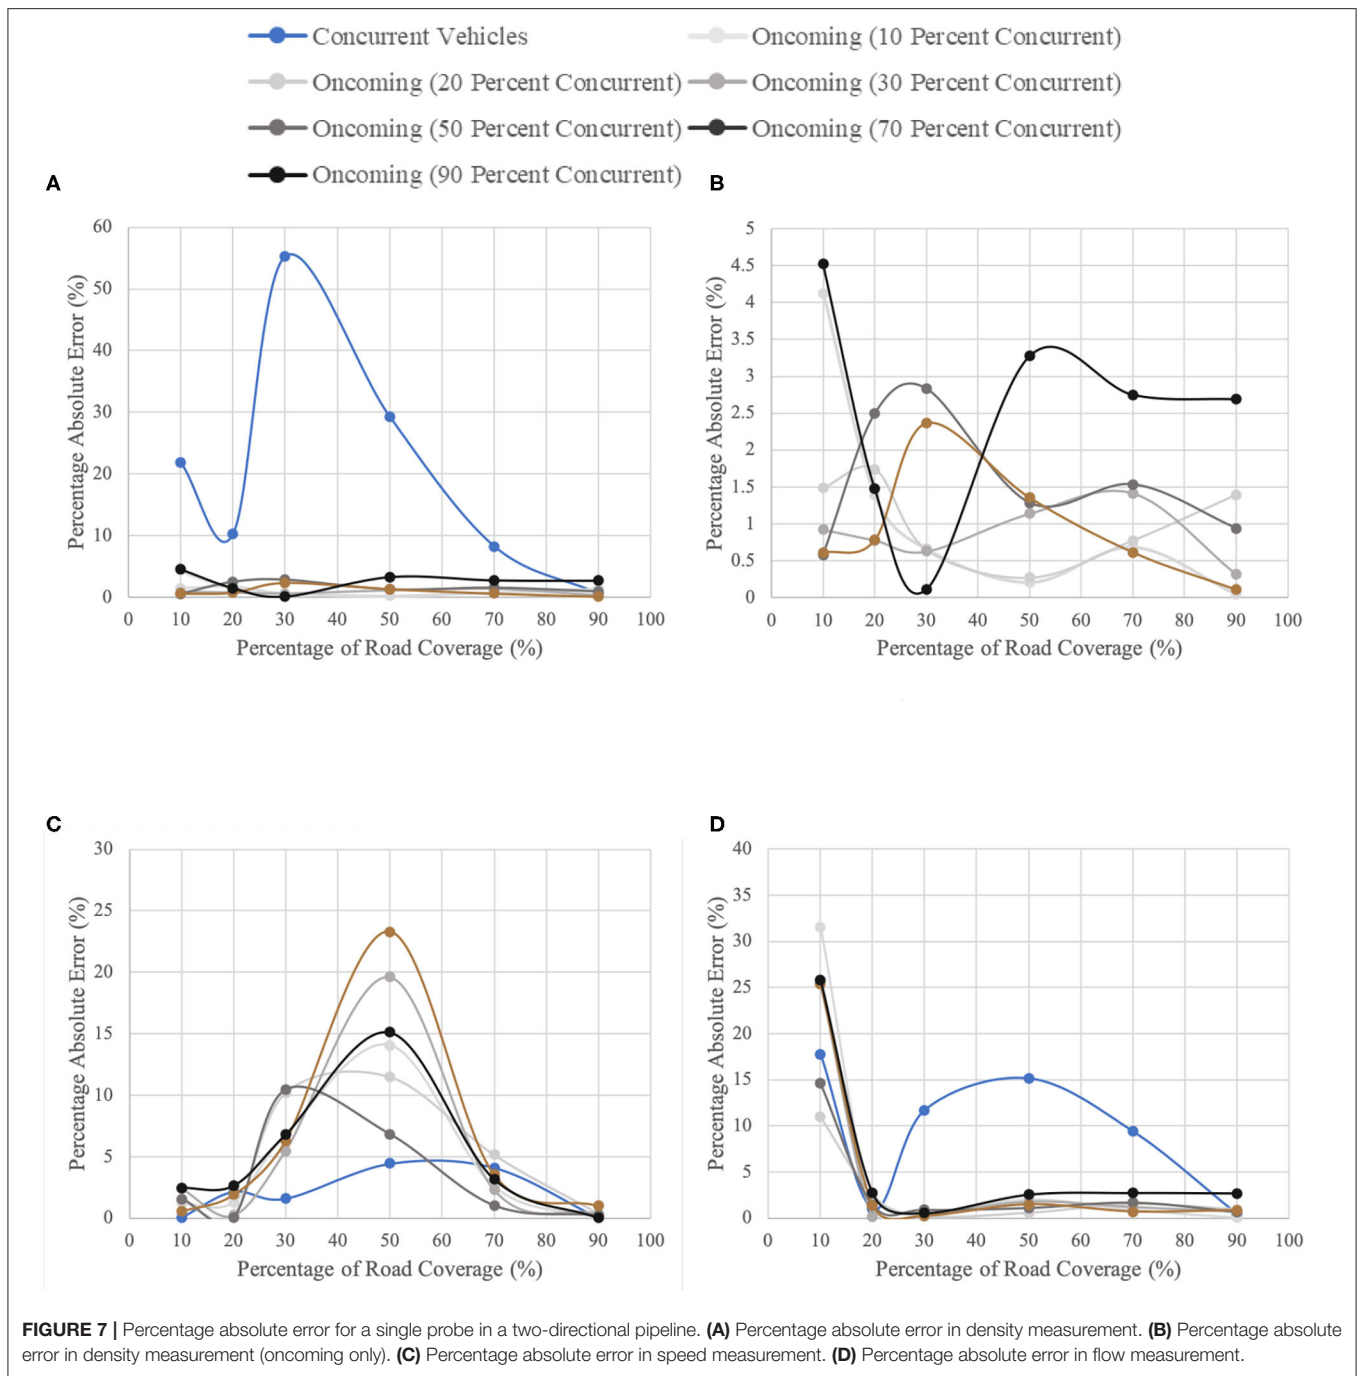 Concurrent Vehicles
Oncoming (10 Percent Concurrent)
Oncoming (20 Percent Concurrent)
Oncoming (30 Percent Concurrent)
Oncoming (50 Percent Concurrent)
Oncoming (70 Percent Concurrent)
Oncoming (90 Percent Concurrent)
A
Percentage Absolute Error (%)
60
50
40
30
20
10
0
0 10 20 30 40 50 60 70 80 90 100
Percentage of Road Coverage (%)
B
Percentage Absolute Error (%)
5
4.5
4
3.5
3
2.5
2
1.5
1
0.5
0
0 10 20 30 40 50 60 70 80 90 100
Percentage of Road Coverage (%)
C
Percentage Absolute Error (%)
30
25
20
15
10
5
0
0 10 20 30 40 50 60 70 80 90 100
Percentage of Road Coverage (%)
D
Percentage Absolute Error (%)
40
35
30
25
20
15
10
5
0
0 10 20 30 40 50 60 70 80 90 100
Percentage of Road Coverage (%)
FIGURE 7 | Percentage absolute error for a single probe in a two-directional pipeline. (A) Percentage absolute error in density measurement. (B) Percentage absolute
error in density measurement (oncoming only). (C) Percentage absolute error in speed measurement. (D) Percentage absolute error in flow measurement.